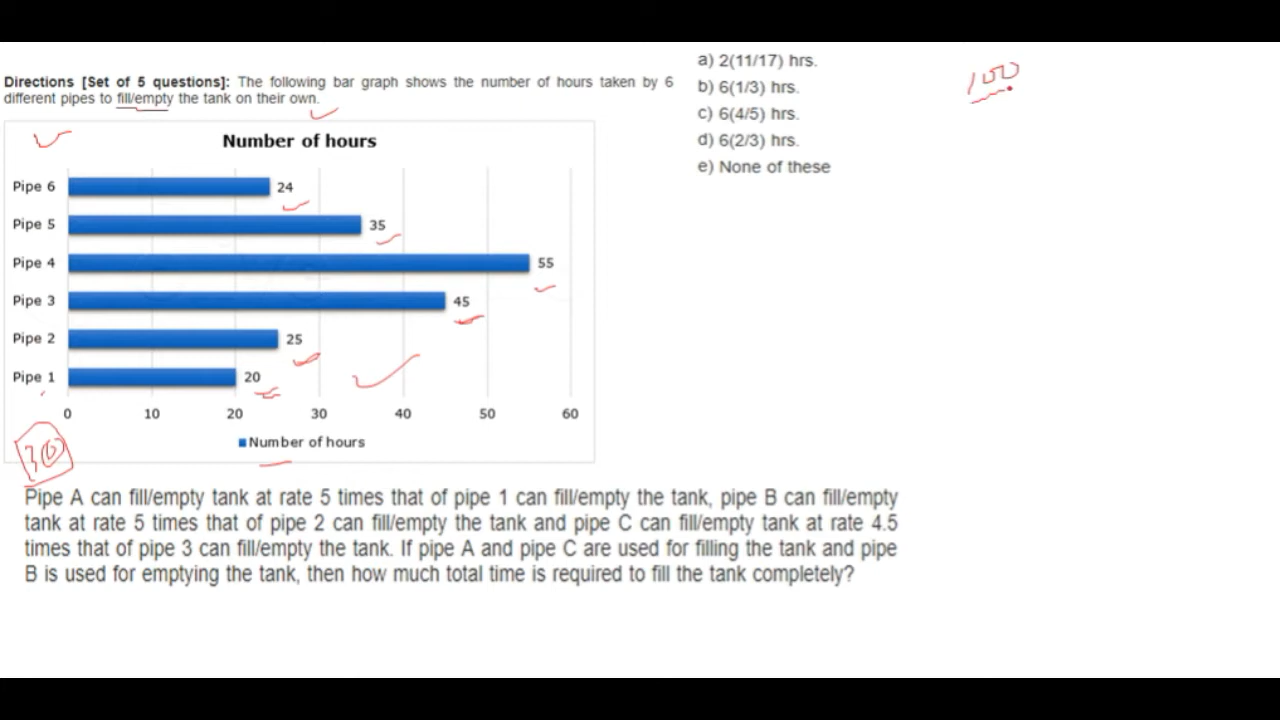 Directions [Set of 5 questions]: The following bar graph shows the number of hours taken by 6
different pipes to fill/empty the tank on their own.
Number of hours
Pipe 6 24
Pipe 5 35
Pipe 4 55
Pipe 3 45
Pipe 2 25
Pipe 1 20
0 10 20 30 40 50 60
Number of hours
Pipe A can fill/empty tank at rate 5 times that of pipe 1 can fill/empty the tank, pipe B can fill/empty
tank at rate 5 times that of pipe 2 can fill/empty the tank and pipe C can fill/empty tank at rate 4.5
times that of pipe 3 can fill/empty the tank. If pipe A and pipe C are used for filling the tank and pipe
B is used for emptying the tank, then how much total time is required to fill the tank completely?
a) 2(11/17) hrs.
b) 6(1/3) hrs.
c) 6(4/5) hrs.
d) 6(2/3) hrs.
e) None of these
100